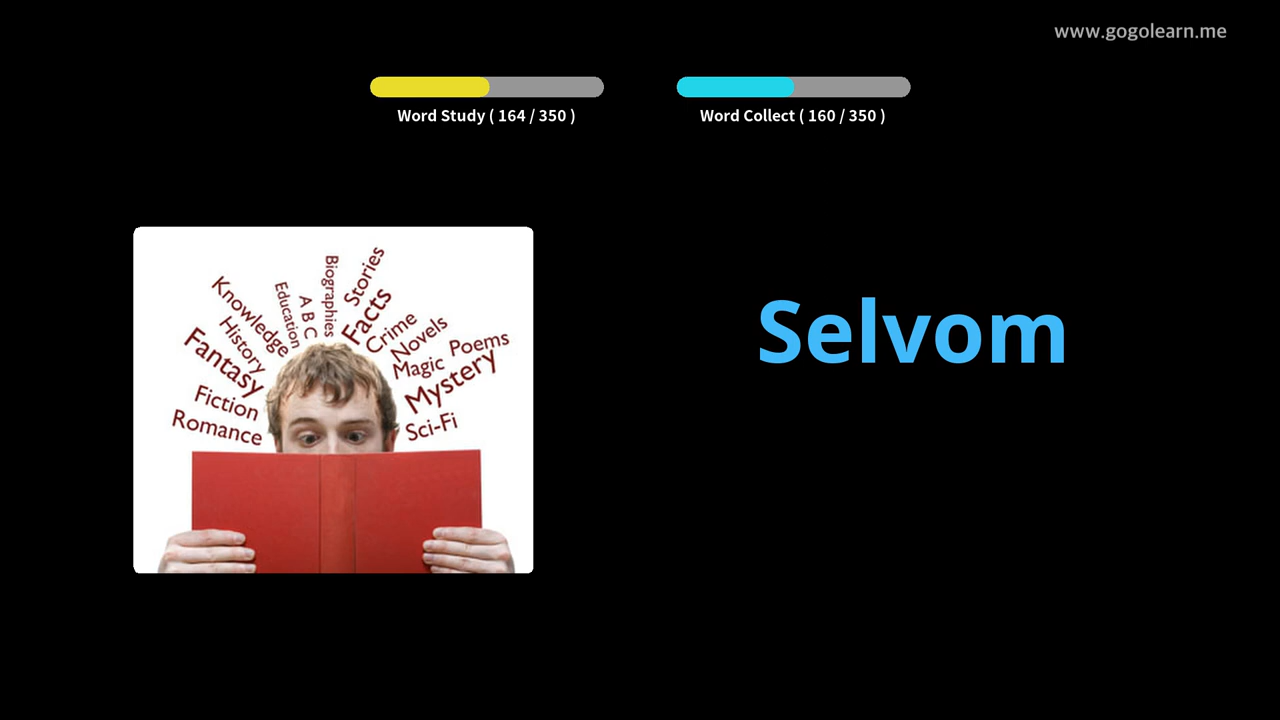 www.gogolearn.me
Word Study ( 164 / 350 )
Word Collect ( 160 / 350 )
Selvom
Romance
Fiction
Fantasy
History
Knowledge
Education
A B C
Biographies
Stories
Facts
Crime
Novels
Magic
Poems
Mystery
Sci-Fi